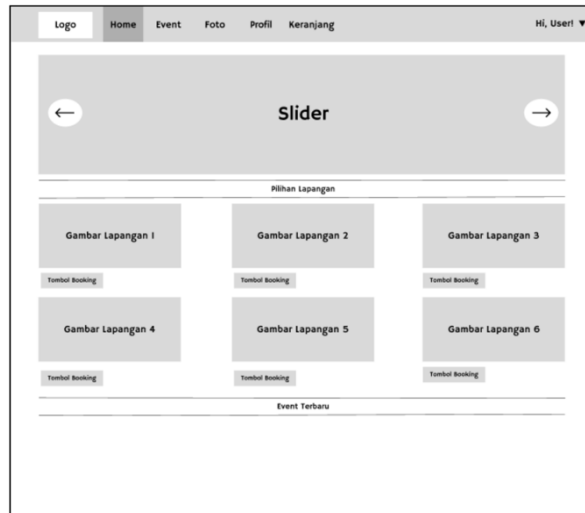 Logo Home Event Foto Profil Keranjang Hi, User! ▼
← Slider →
Pilihan Lapangan
Gambar Lapangan 1 Gambar Lapangan 2 Gambar Lapangan 3
Tombol Booking Tombol Booking Tombol Booking
Gambar Lapangan 4 Gambar Lapangan 5 Gambar Lapangan 6
Tombol Booking Tombol Booking Tombol Booking
Event Terbaru